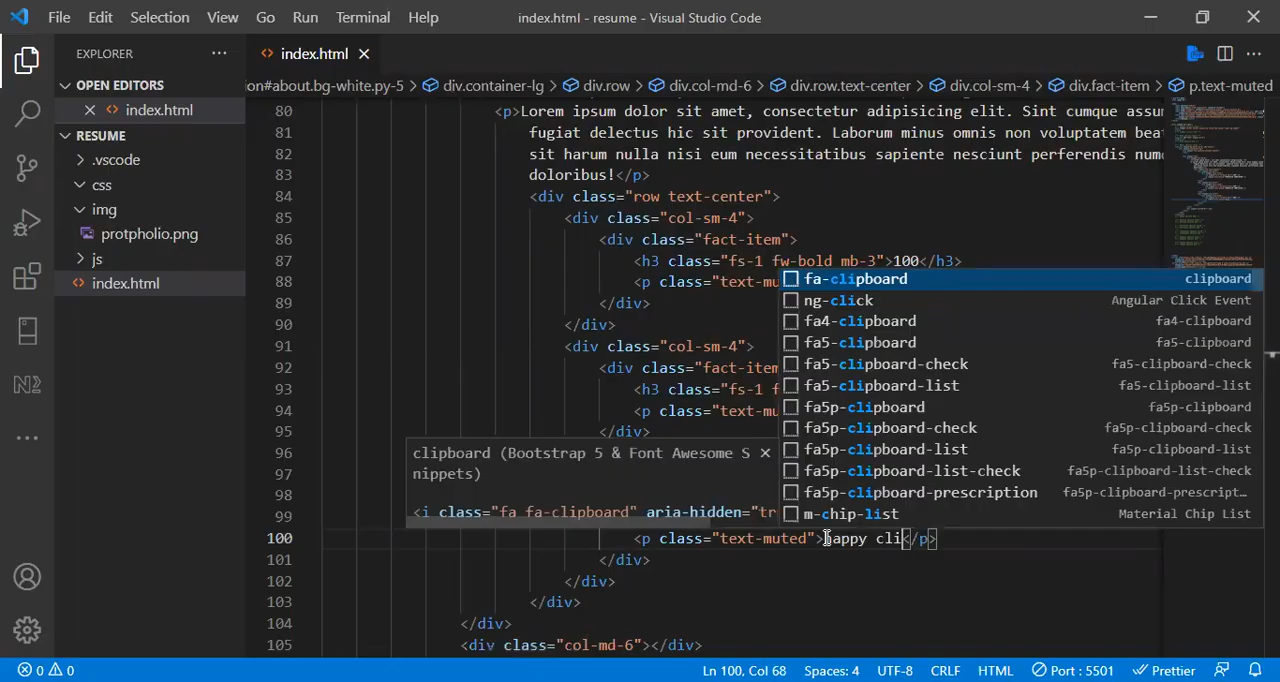 File Edit Selection View Go Run Terminal Help index.html - resume - Visual Studio Code
EXPLORER ··· index.html
OPEN EDITORS ion#about.bg-white.py-5 > div.container-lg > div.row > div.col-md-6 > div.row.text-center > div.col-sm-4 > div.fact-item > p.text-muted
index.html
RESUME
.vscode
css
img
protpholio.png
js
index.html
80 <p>Lorem ipsum dolor sit amet, consectetur adipisicing elit. Sint cumque assu
81 fugiat delectus hic sit provident. Laborum minus omnis non voluptatem beat
82 sit harum nulla nisi eum necessitatibus sapiente nesciunt perferendis num
83 doloribus!</p>
84 <div class="row text-center">
85 <div class="col-sm-4">
86 <div class="fact-item">
87 <h3 class="fs-1 fw-bold mb-3">100</h3>
88 <p class="text-mu
89 </div>
90 </div>
91 <div class="col-sm-4">
92 <div class="fact-item
93 <h3 class="fs-1 f
94 <p class="text-mu
95 </div>
96
97
98
99
100 <p class="text-muted">happy cli</p>
101 </div>
102 </div>
103 </div>
104 </div>
105 <div class="col-md-6"></div>
fa-clipboard clipboard
ng-click Angular Click Event
fa4-clipboard fa4-clipboard
fa5-clipboard fa5-clipboard
fa5-clipboard-check fa5-clipboard-check
fa5-clipboard-list fa5-clipboard-list
fa5p-clipboard fa5p-clipboard
fa5p-clipboard-check fa5p-clipboard-check
fa5p-clipboard-list fa5p-clipboard-list
fa5p-clipboard-list-check fa5p-clipboard-list-check
fa5p-clipboard-prescription fa5p-clipboard-prescript…
m-chip-list Material Chip List
clipboard (Bootstrap 5 & Font Awesome S
nippets)
<i class="fa fa-clipboard" aria-hidden="tr
0 0 Ln 100, Col 68 Spaces: 4 UTF-8 CRLF HTML Port : 5501 Prettier